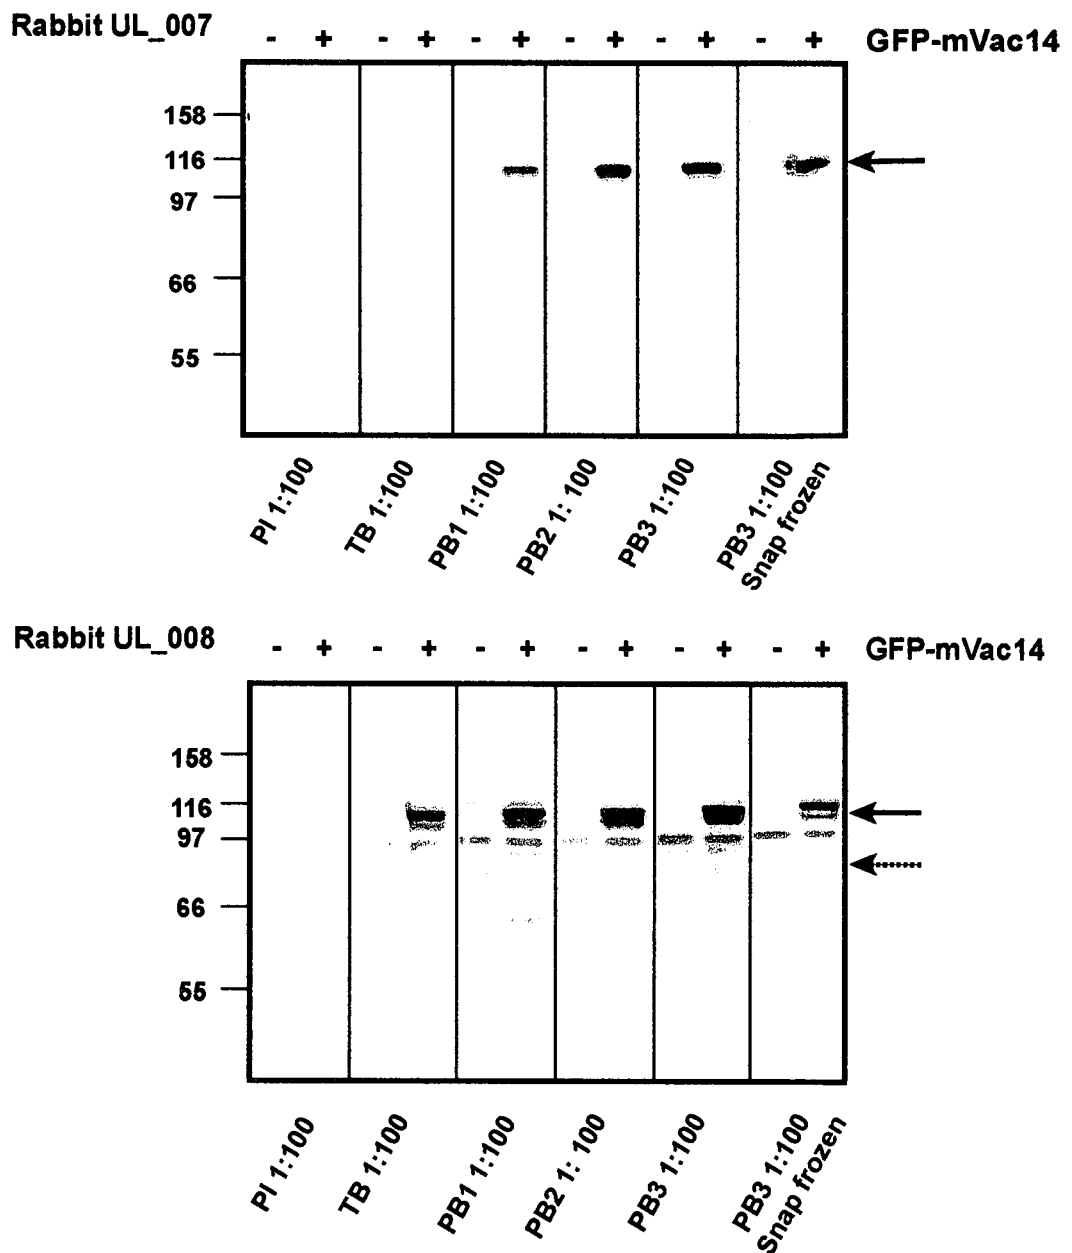 Rabbit UL_007
- + - + - + - + - + - +
GFP-mVac14
158
116
97
66
55
PI 1:100
TB 1:100
PB1 1:100
PB2 1: 100
PB3 1:100
PB3 1:100
Snap frozen
Rabbit UL_008
- + - + - + - + - + - +
GFP-mVac14
158
116
97
66
55
PI 1:100
TB 1:100
PB1 1:100
PB2 1: 100
PB3 1:100
PB3 1:100
Snap frozen